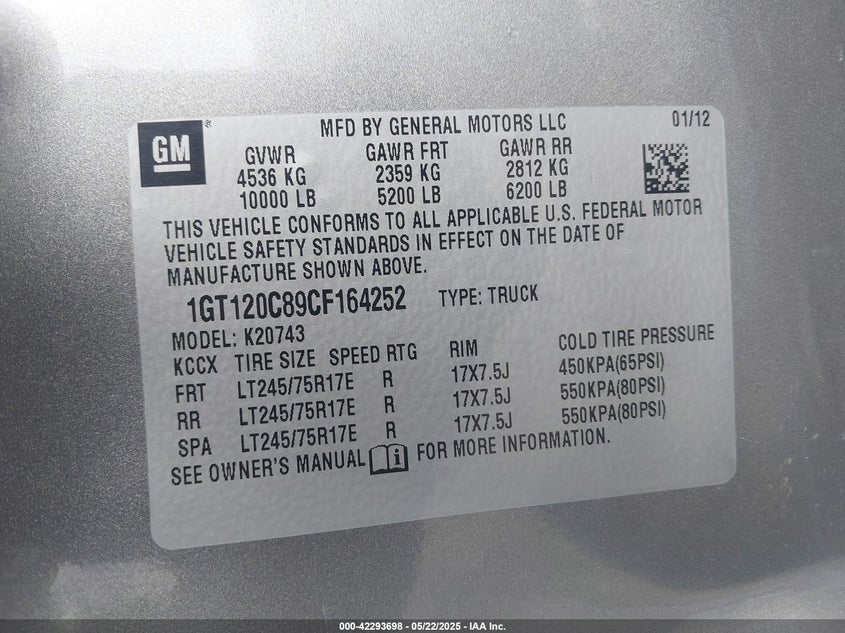 GM
®
MFD BY GENERAL MOTORS LLC 01/12
GVWR GAWR FRT GAWR RR
4536 KG 2359 KG 2812 KG
10000 LB 5200 LB 6200 LB
THIS VEHICLE CONFORMS TO ALL APPLICABLE U.S. FEDERAL MOTOR
VEHICLE SAFETY STANDARDS IN EFFECT ON THE DATE OF
MANUFACTURE SHOWN ABOVE.
1GT120C89CF164252 TYPE: TRUCK
MODEL: K20743
KCCX TIRE SIZE SPEED RTG RIM COLD TIRE PRESSURE
FRT LT245/75R17E R 17X7.5J 450KPA(65PSI)
RR LT245/75R17E R 17X7.5J 550KPA(80PSI)
SPA LT245/75R17E R 17X7.5J 550KPA(80PSI)
SEE OWNER'S MANUAL i FOR MORE INFORMATION.
000-42293698 - 05/22/2025 - IAA Inc.